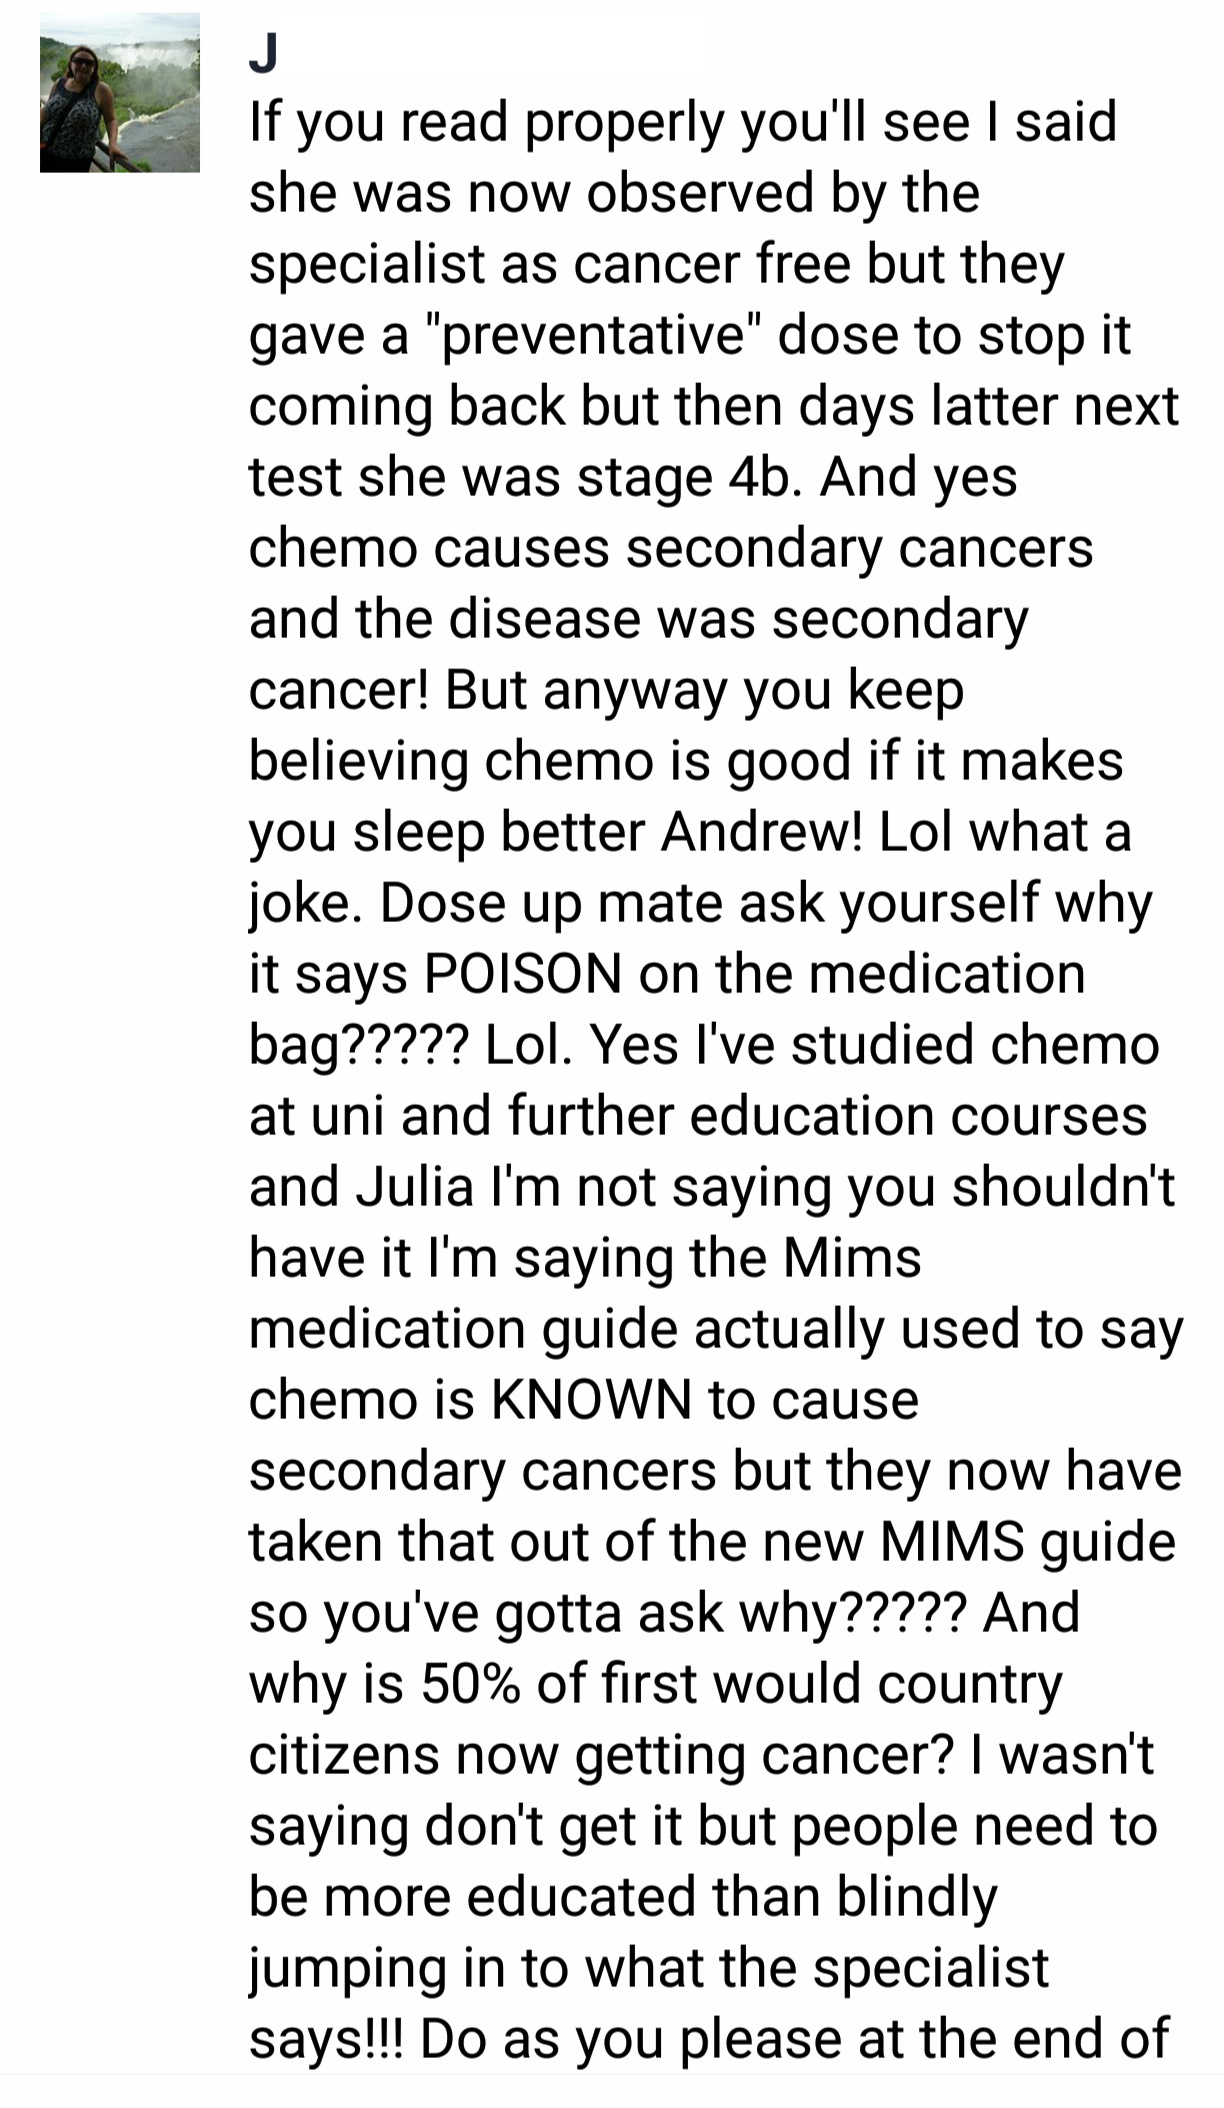 J
If you read properly you'll see I said
she was now observed by the
specialist as cancer free but they
gave a "preventative" dose to stop it
coming back but then days latter next
test she was stage 4b. And yes
chemo causes secondary cancers
and the disease was secondary
cancer! But anyway you keep
believing chemo is good if it makes
you sleep better Andrew! Lol what a
joke. Dose up mate ask yourself why
it says POISON on the medication
bag????? Lol. Yes I've studied chemo
at uni and further education courses
and Julia I'm not saying you shouldn't
have it I'm saying the Mims
medication guide actually used to say
chemo is KNOWN to cause
secondary cancers but they now have
taken that out of the new MIMS guide
so you've gotta ask why????? And
why is 50% of first would country
citizens now getting cancer? I wasn't
saying don't get it but people need to
be more educated than blindly
jumping in to what the specialist
says!!! Do as you please at the end of